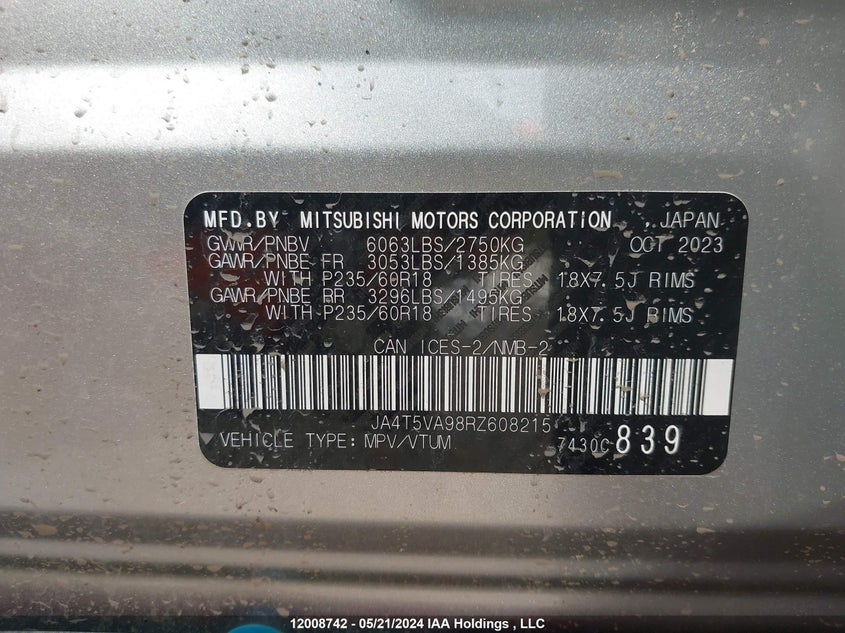 MFD.BY MITSUBISHI MOTORS CORPORATION JAPAN
GVWR/PNBV 6063LBS/2750KG OCT 2023
GAWR/PNBE FR 3053LBS/1385KG
WITH P235/60R18 TIRES 18X7.5J RIMS
GAWR/PNBE RR 3296LBS/1495KG
WITH P235/60R18 TIRES 18X7.5J RIMS
CAN ICES-2/NMB-2
JA4T5VA98RZ608215
VEHICLE TYPE: MPV/VTUM 7430C 839
12008742 - 05/21/2024 IAA Holdings , LLC